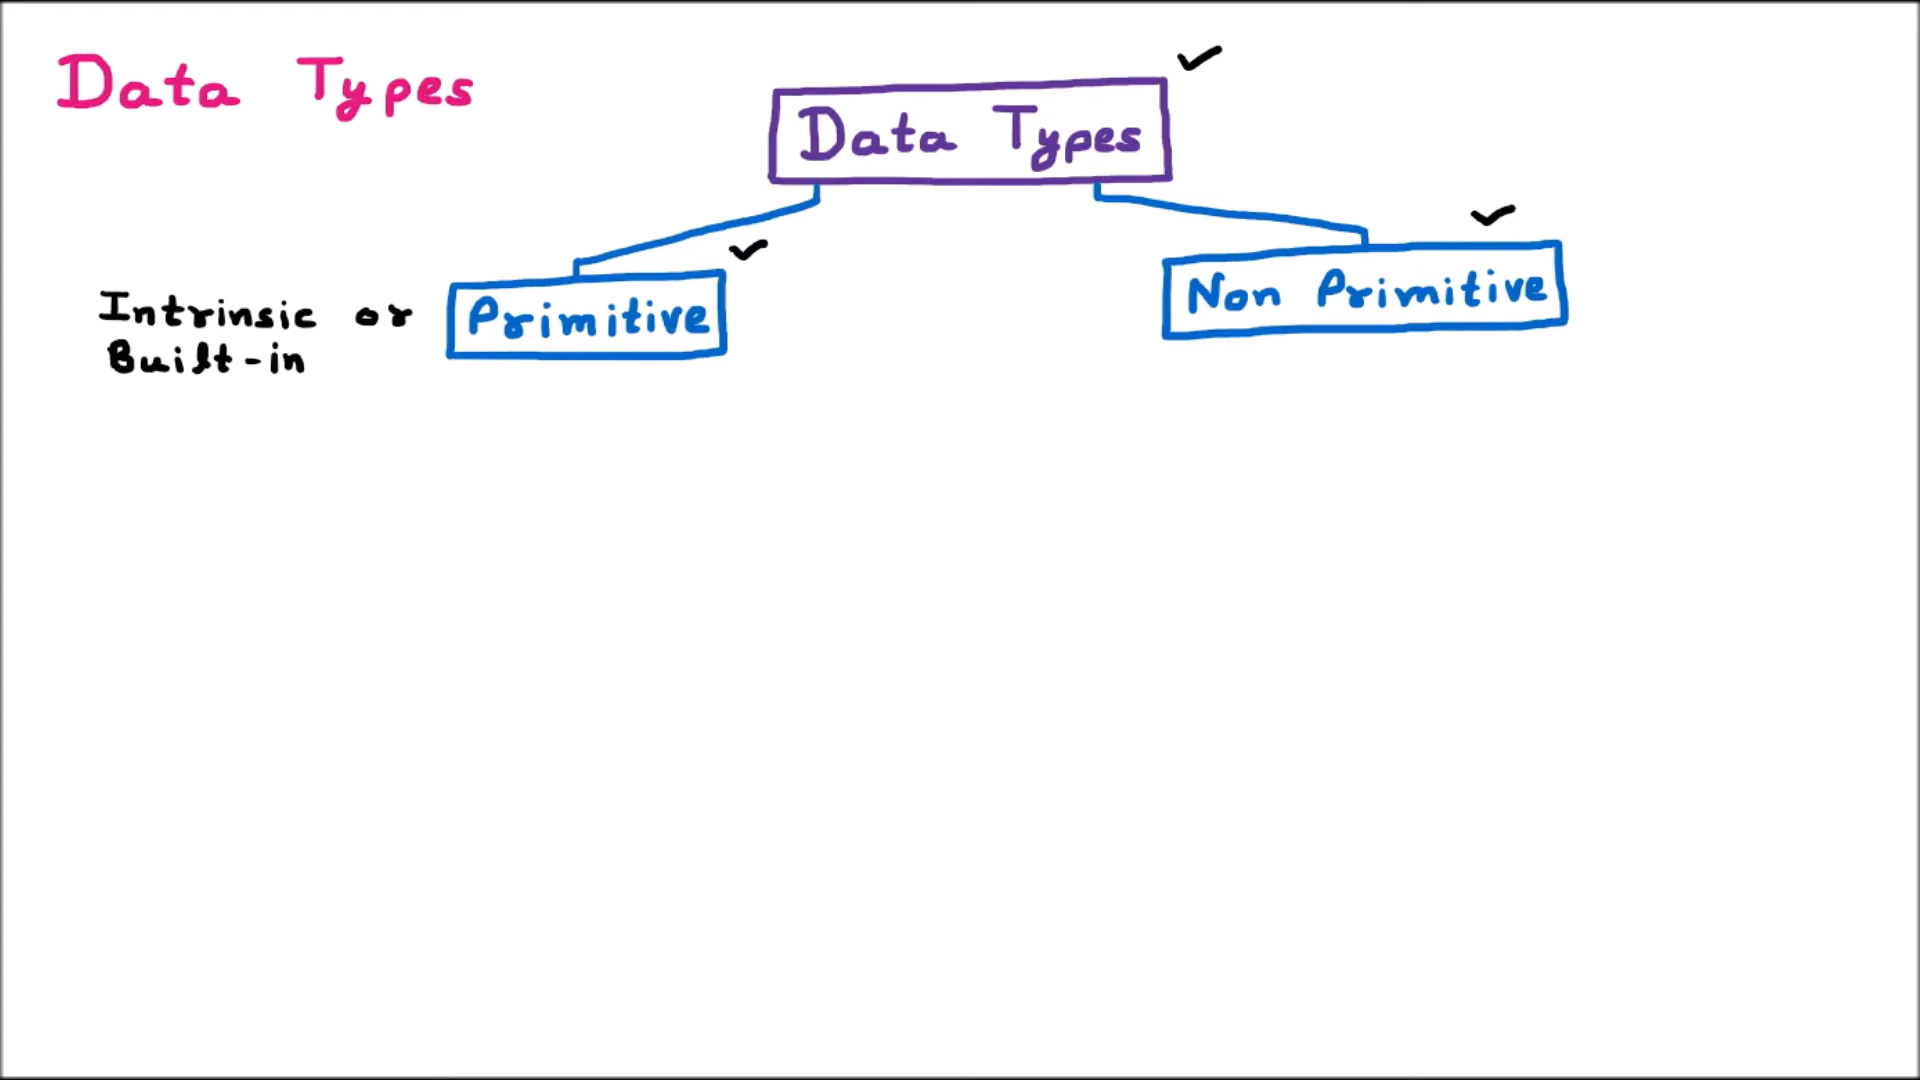 Data Types
Data Types
Intrinsic or
Built-in
Primitive
Non Primitive